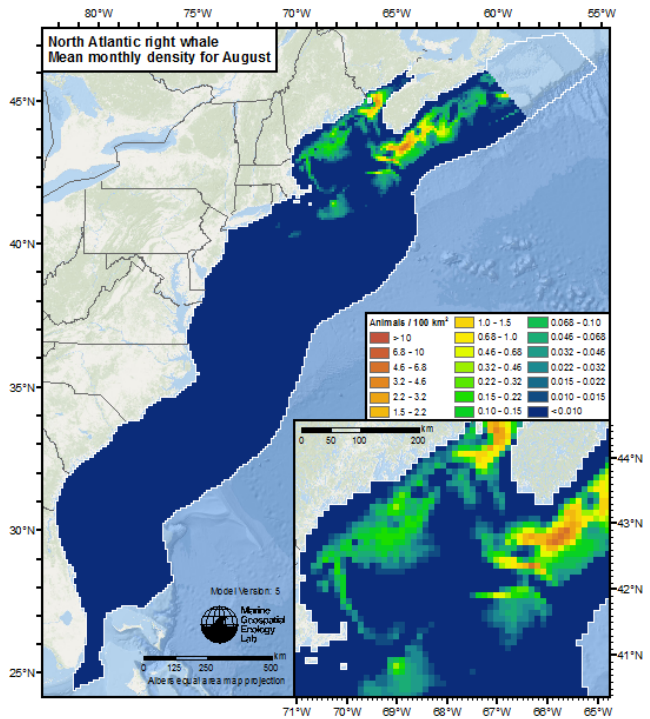 80°W 75°W 70°W 65°W 60°W 55°W
North Atlantic right whale
Mean monthly density for August
45°N
40°N
35°N
30°N
25°N
Animals / 100 km²
>10
6.8 - 10
4.6 - 6.8
3.2 - 4.6
2.2 - 3.2
1.5 - 2.2
1.0 - 1.5
0.68 - 1.0
0.46 - 0.68
0.32 - 0.46
0.22 - 0.32
0.15 - 0.22
0.10 - 0.15
0.068 - 0.10
0.046 - 0.068
0.032 - 0.046
0.022 - 0.032
0.015 - 0.022
0.010 - 0.015
<0.010
0 50 100 200
km
44°N
43°N
42°N
41°N
Model Version: 5
Marine
Geospatial
Ecology
Lab
km
0 125 250 500
Albers equal area map projection
71°W 70°W 69°W 68°W 67°W 66°W 65°W